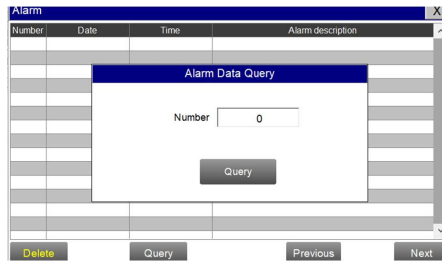 Alarm X
Number Date Time Alarm description
Alarm Data Query
Number 0
Query
Delete Query Previous Next